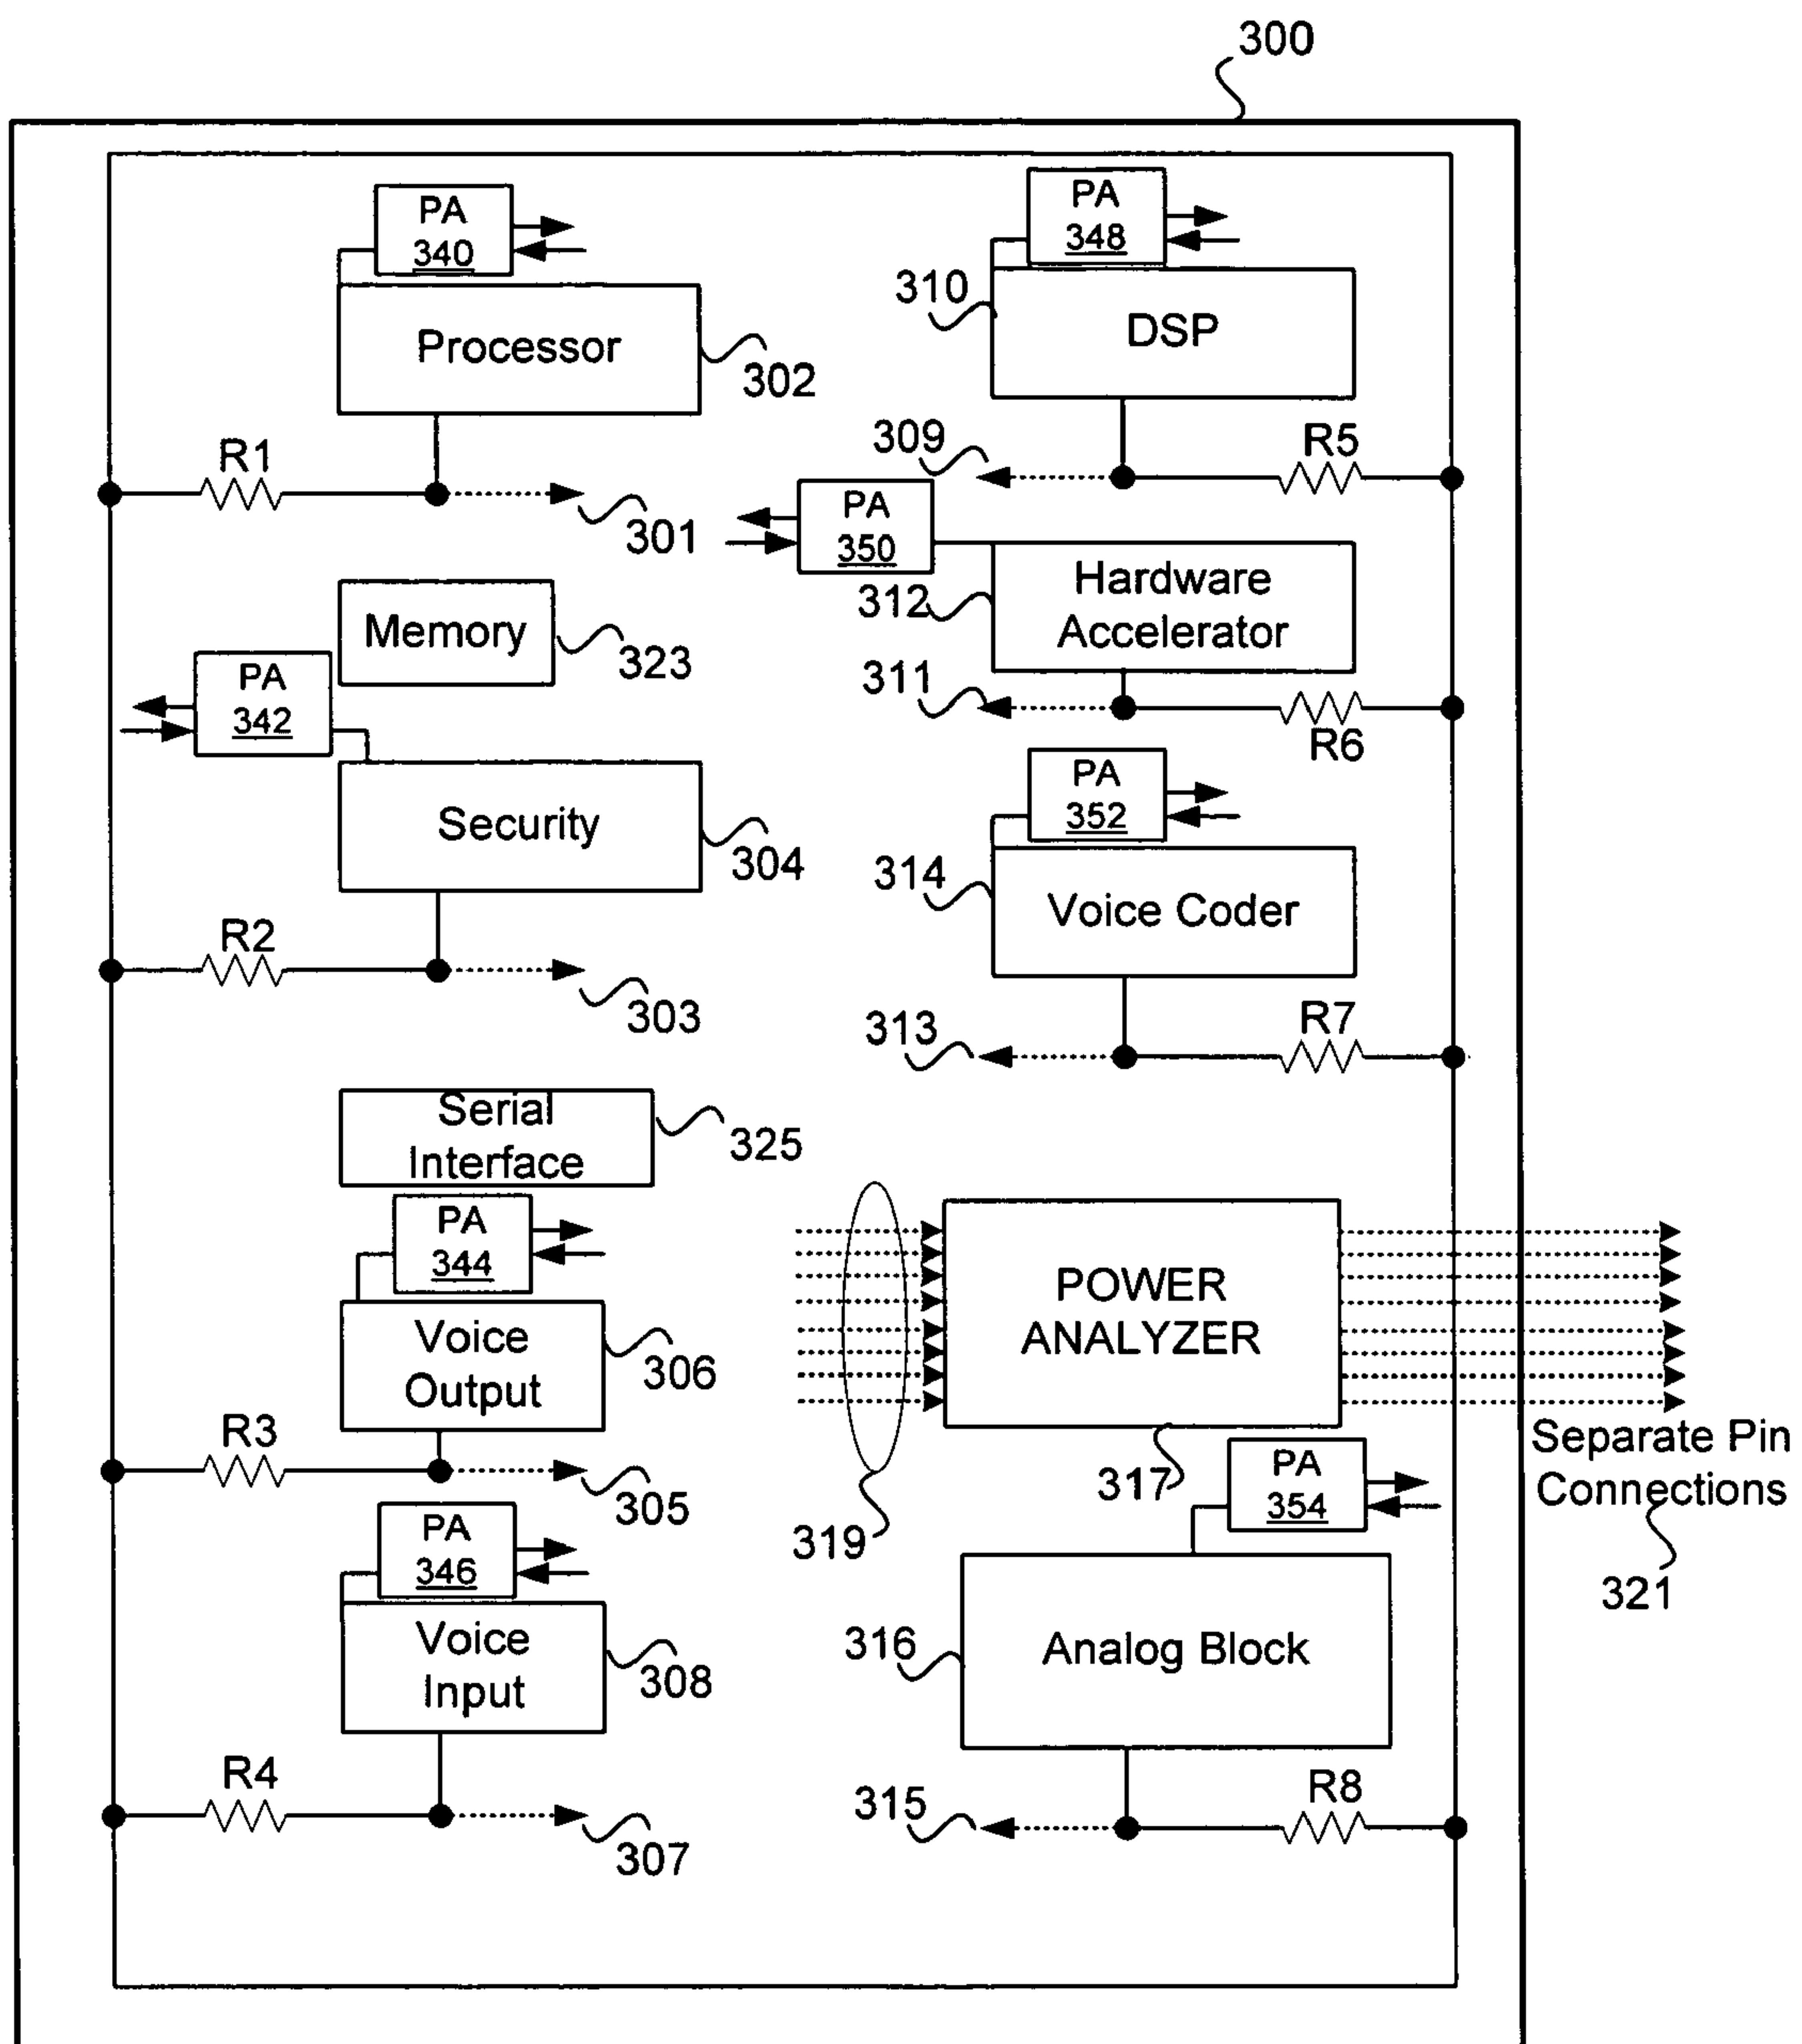 300
PA
340
Processor
302
R1
301
Memory
323
PA
342
Security
304
R2
303
Serial
Interface
325
PA
344
Voice
Output
306
R3
305
PA
346
Voice
Input
308
R4
307
PA
348
310
DSP
309
R5
PA
350
312
Hardware
Accelerator
311
R6
PA
352
314
Voice Coder
313
R7
POWER
ANALYZER
319
317
Separate Pin
Connections
321
PA
354
316
Analog Block
315
R8